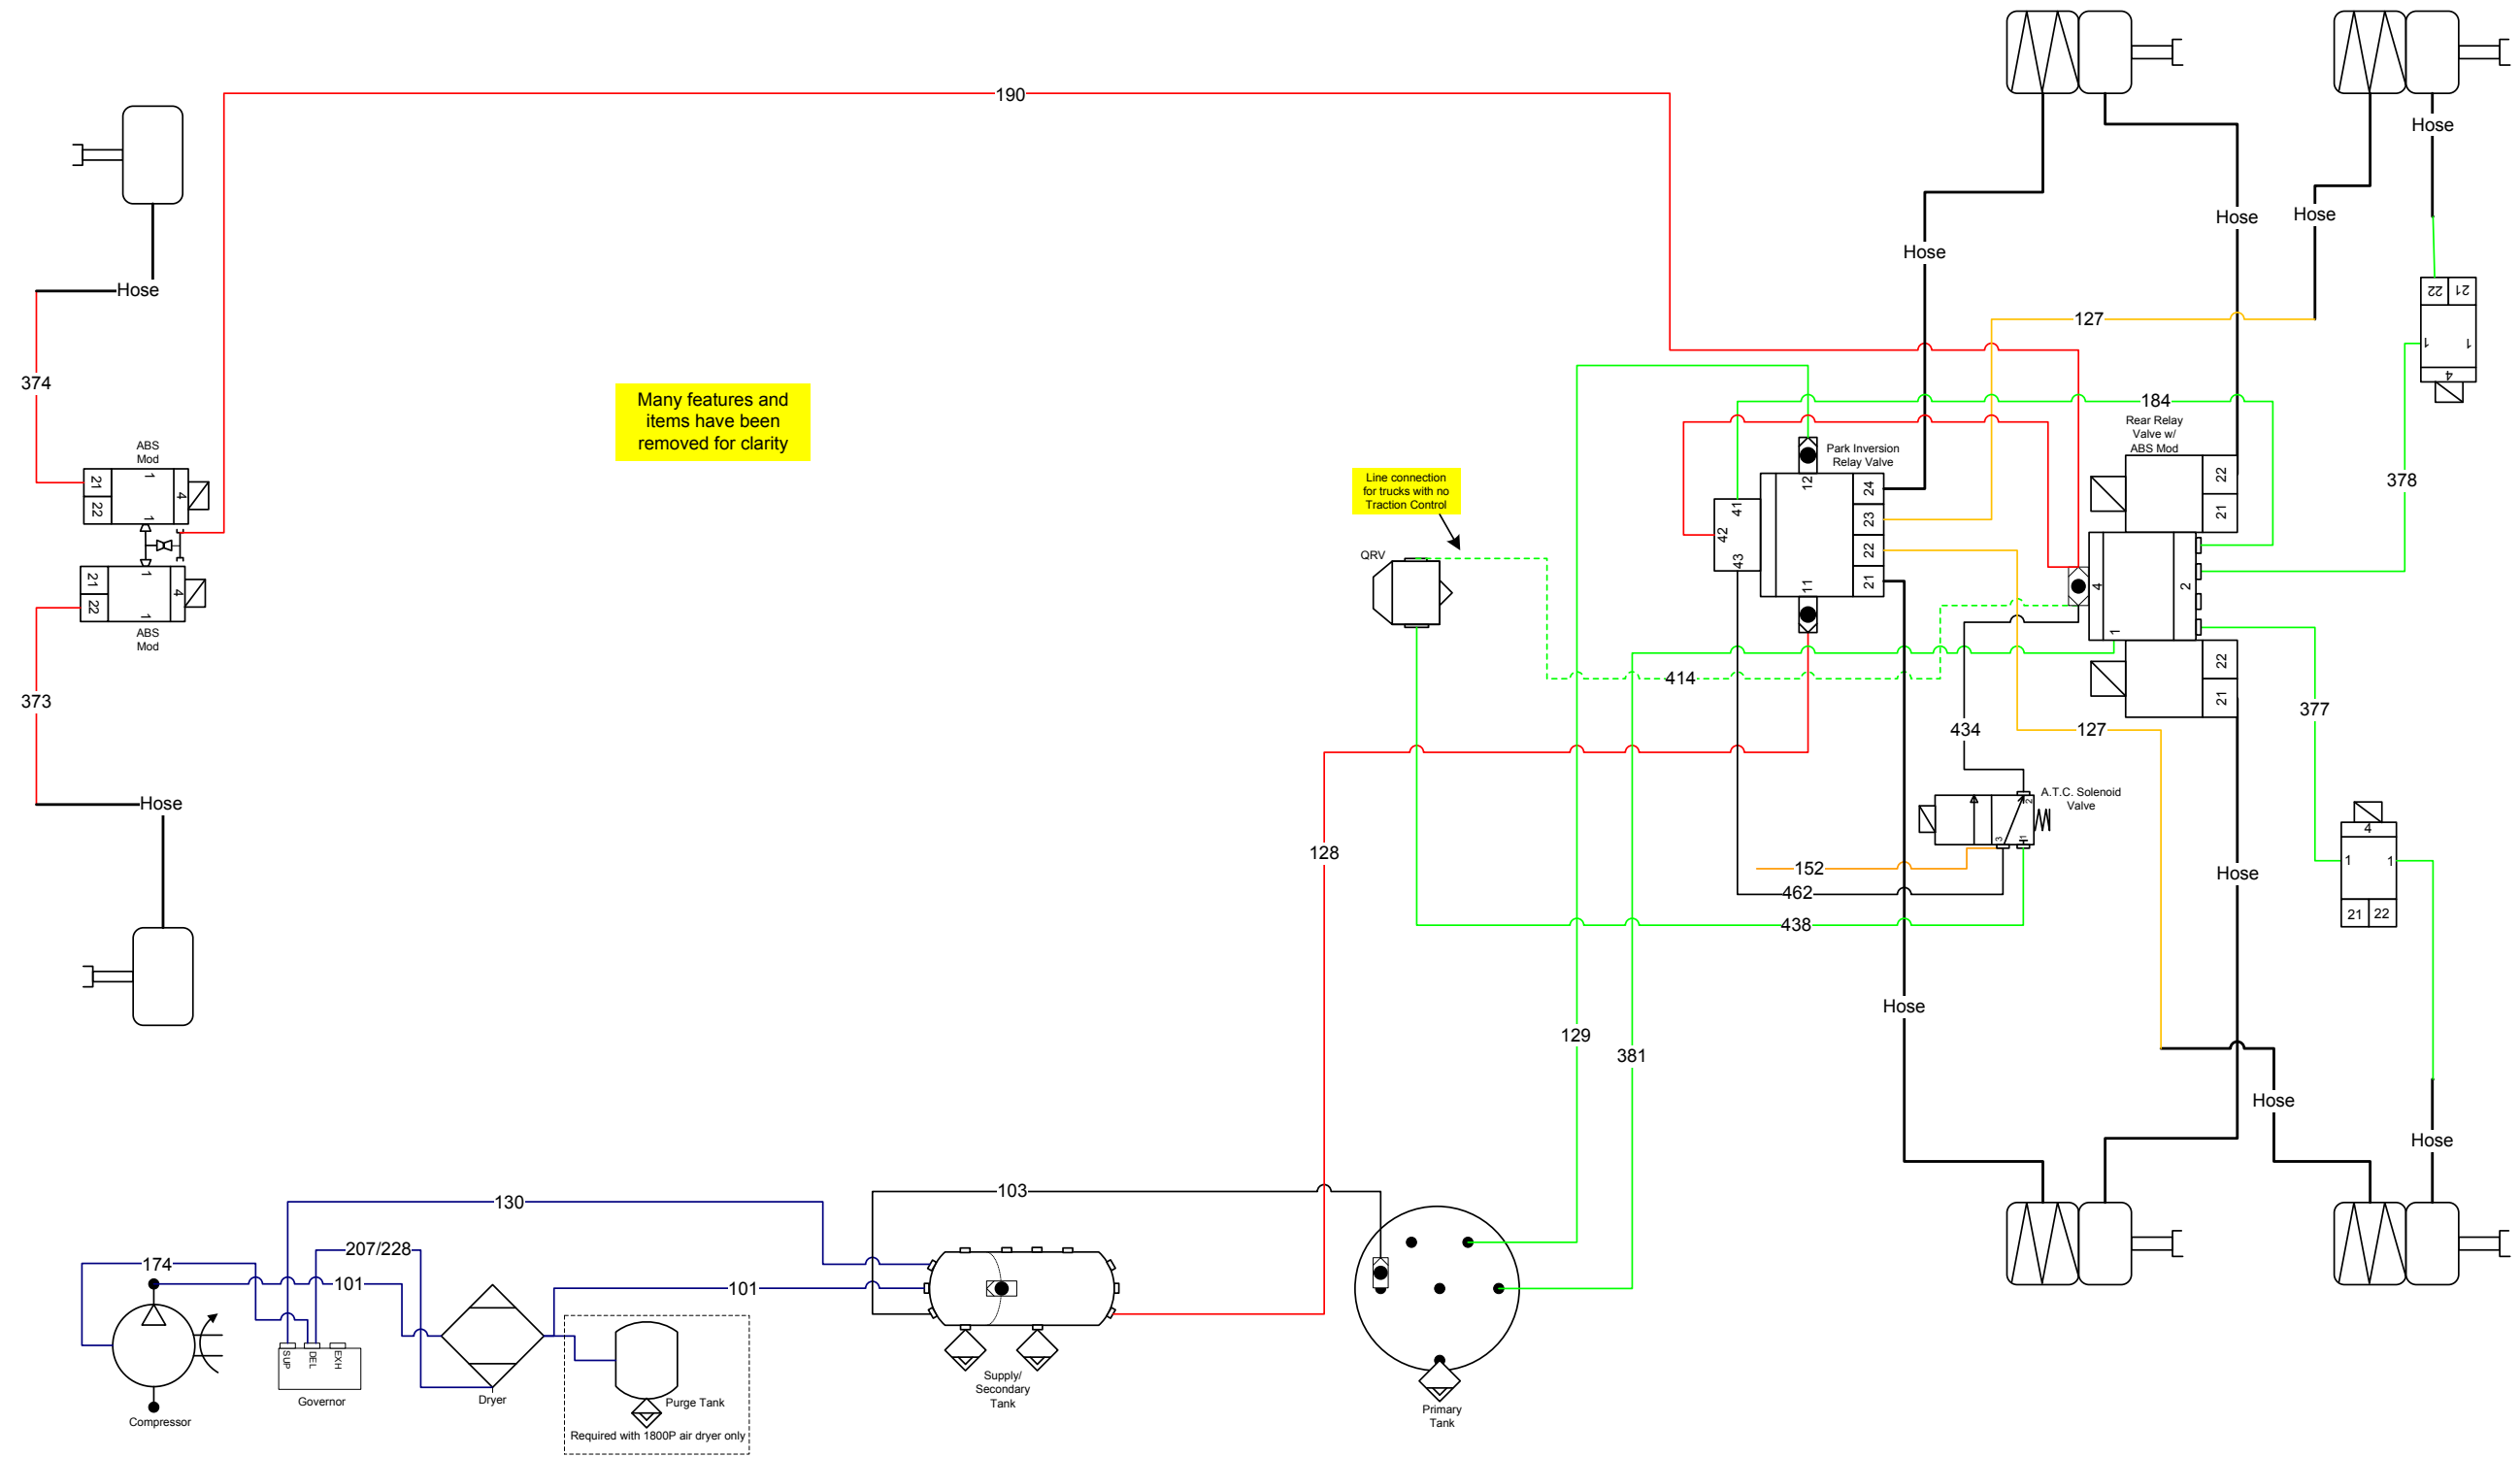 190
Hose
Hose
Hose
Hose
Hose
22
21
1
1
4
127
374
Many features and
items have been
removed for clarity
184
Rear Relay
Valve w/
ABS Mod
ABS
Mod
21
22
1
1
4
Park Inversion
Relay Valve
Line connection
for trucks with no
Traction Control
378
12
24
23
22
21
11
41
42
43
22
21
QRV
4
2
1
22
21
21
22
1
1
4
ABS
Mod
414
373
377
434
127
A.T.C. Solenoid
Valve
2
3
1
Hose
128
152
462
438
Hose
4
1
1
21
22
Hose
129
381
Hose
Hose
103
130
207/228
174
101
101
SUP
DEL
EXH
Governor
Compressor
Dryer
Purge Tank
Required with 1800P air dryer only
Supply/
Secondary
Tank
Primary
Tank